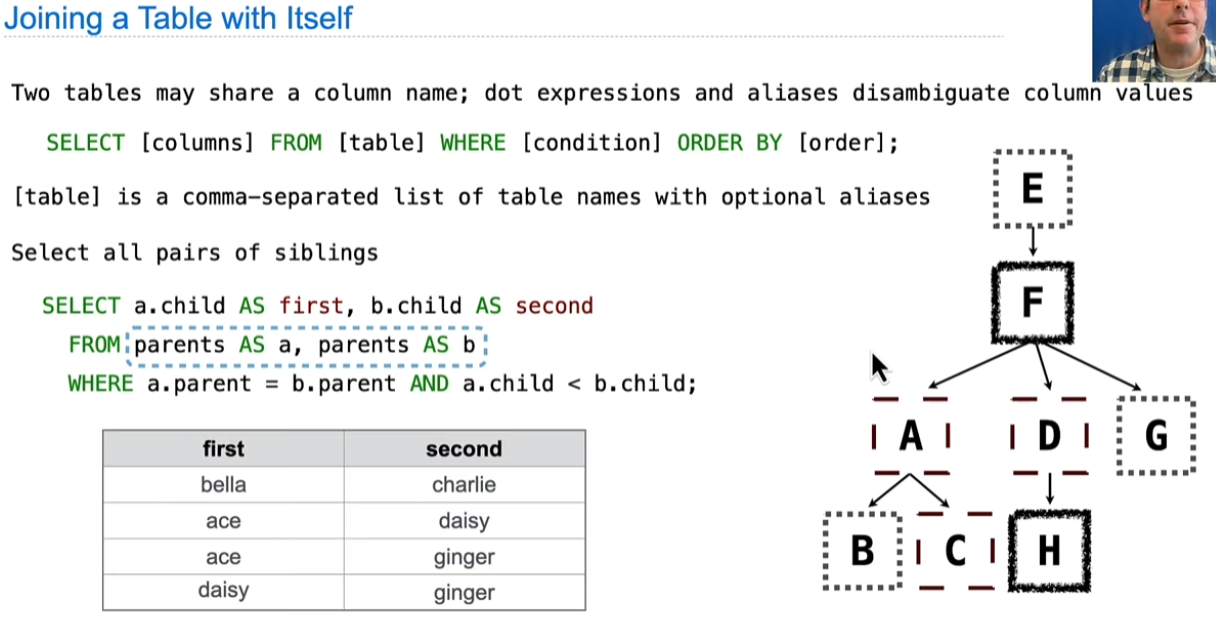 Joining a Table with Itself
Two tables may share a column name; dot expressions and aliases disambiguate column values
SELECT [columns] FROM [table] WHERE [condition] ORDER BY [order];
[table] is a comma-separated list of table names with optional aliases
Select all pairs of siblings
SELECT a.child AS first, b.child AS second
FROM parents AS a, parents AS b
WHERE a.parent = b.parent AND a.child < b.child;
first second
bella charlie
ace daisy
ace ginger
daisy ginger
E
F
A D G
B C H